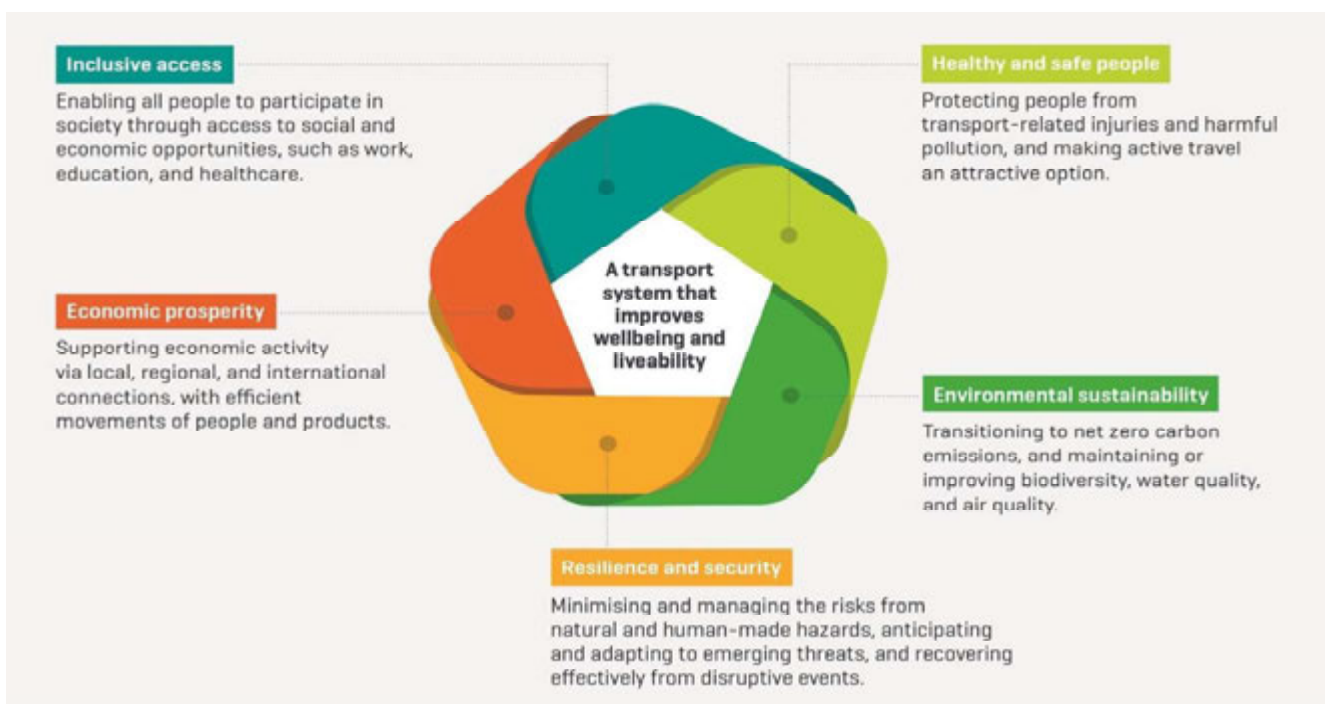 Inclusive access
Enabling all people to participate in
society through access to social and
economic opportunities, such as work,
education, and healthcare.
Healthy and safe people
Protecting people from
transport-related injuries and harmful
pollution, and making active travel
an attractive option.
A transport
system that
improves
wellbeing and
liveability
Economic prosperity
Supporting economic activity
via local, regional, and international
connections, with efficient
movements of people and products.
Environmental sustainability
Transitioning to net zero carbon
emissions, and maintaining or
improving biodiversity, water quality,
and air quality.
Resilience and security
Minimising and managing the risks from
natural and human-made hazards, anticipating
and adapting to emerging threats, and recovering
effectively from disruptive events.